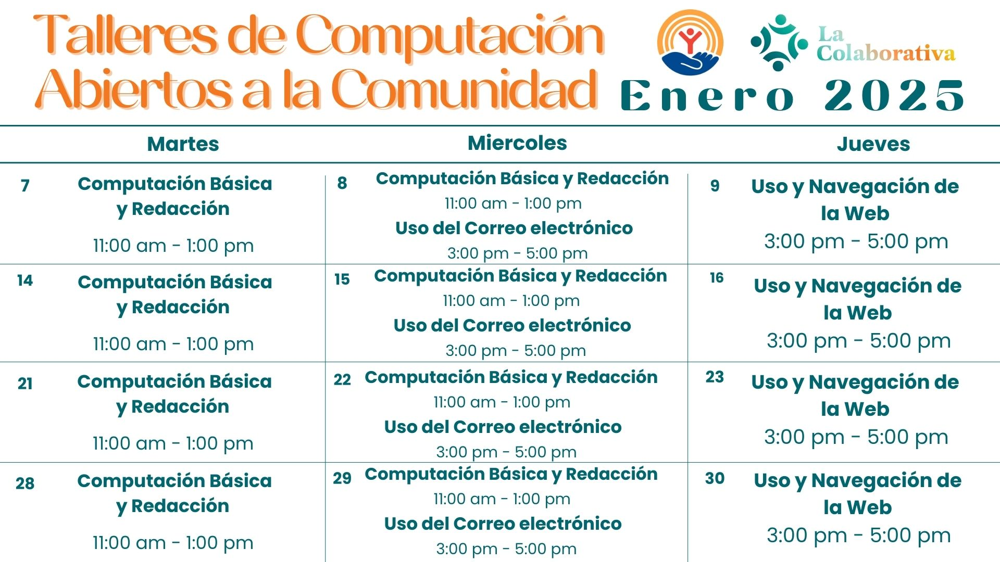 Talleres de Computación
Abiertos a la Comunidad
La
Colaborativa
Enero 2025
Martes
Miercoles
Jueves
7
Computación Básica
y Redacción
11:00 am - 1:00 pm
8
Computación Básica y Redacción
11:00 am - 1:00 pm
Uso del Correo electrónico
3:00 pm - 5:00 pm
9
Uso y Navegación de
la Web
3:00 pm - 5:00 pm
14
Computación Básica
y Redacción
11:00 am - 1:00 pm
15
Computación Básica y Redacción
11:00 am - 1:00 pm
Uso del Correo electrónico
3:00 pm - 5:00 pm
16
Uso y Navegación de
la Web
3:00 pm - 5:00 pm
21
Computación Básica
y Redacción
11:00 am - 1:00 pm
22
Computación Básica y Redacción
11:00 am - 1:00 pm
Uso del Correo electrónico
3:00 pm - 5:00 pm
23
Uso y Navegación de
la Web
3:00 pm - 5:00 pm
28
Computación Básica
y Redacción
11:00 am - 1:00 pm
29
Computación Básica y Redacción
11:00 am - 1:00 pm
Uso del Correo electrónico
3:00 pm - 5:00 pm
30
Uso y Navegación de
la Web
3:00 pm - 5:00 pm